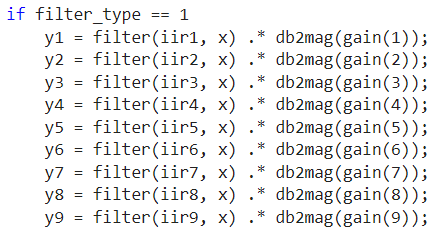 if filter_type == 1
    y1 = filter(iir1, x) .* db2mag(gain(1));
    y2 = filter(iir2, x) .* db2mag(gain(2));
    y3 = filter(iir3, x) .* db2mag(gain(3));
    y4 = filter(iir4, x) .* db2mag(gain(4));
    y5 = filter(iir5, x) .* db2mag(gain(5));
    y6 = filter(iir6, x) .* db2mag(gain(6));
    y7 = filter(iir7, x) .* db2mag(gain(7));
    y8 = filter(iir8, x) .* db2mag(gain(8));
    y9 = filter(iir9, x) .* db2mag(gain(9));